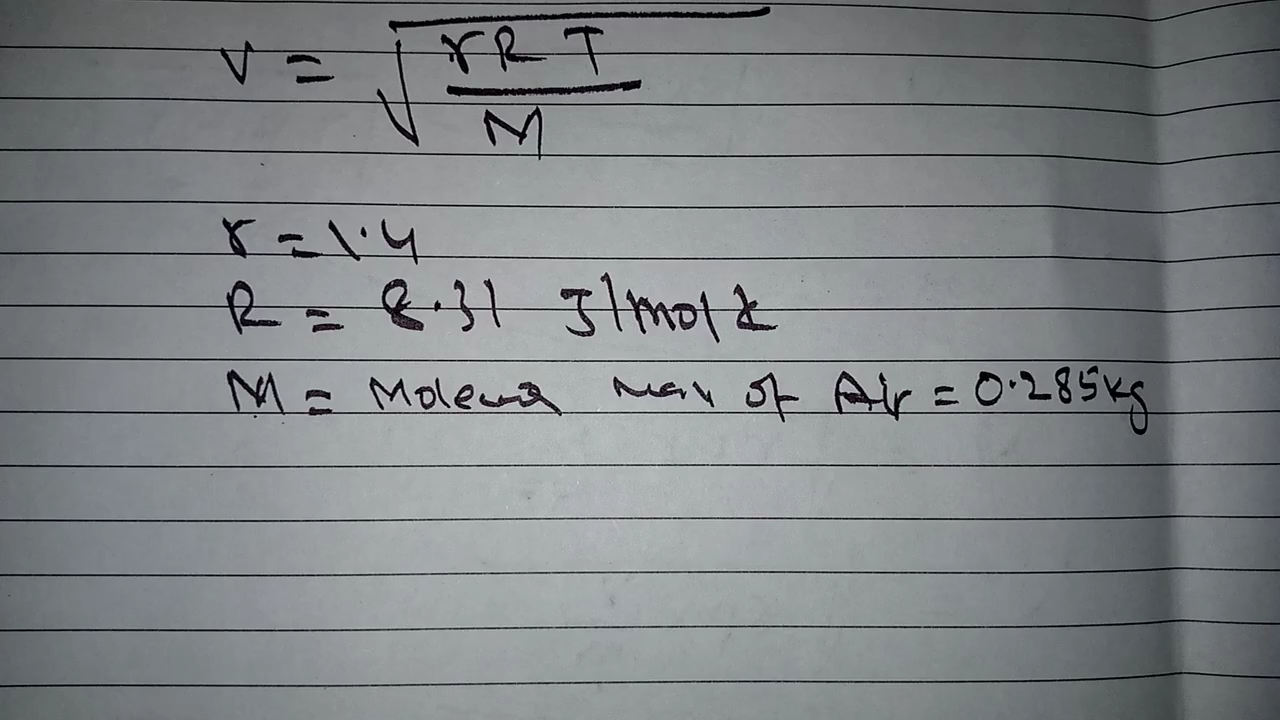 v = √γRT/M
γ = 1.4
R = 8.31 J/mol k
M = Molecular mass of Air = 0.285kg